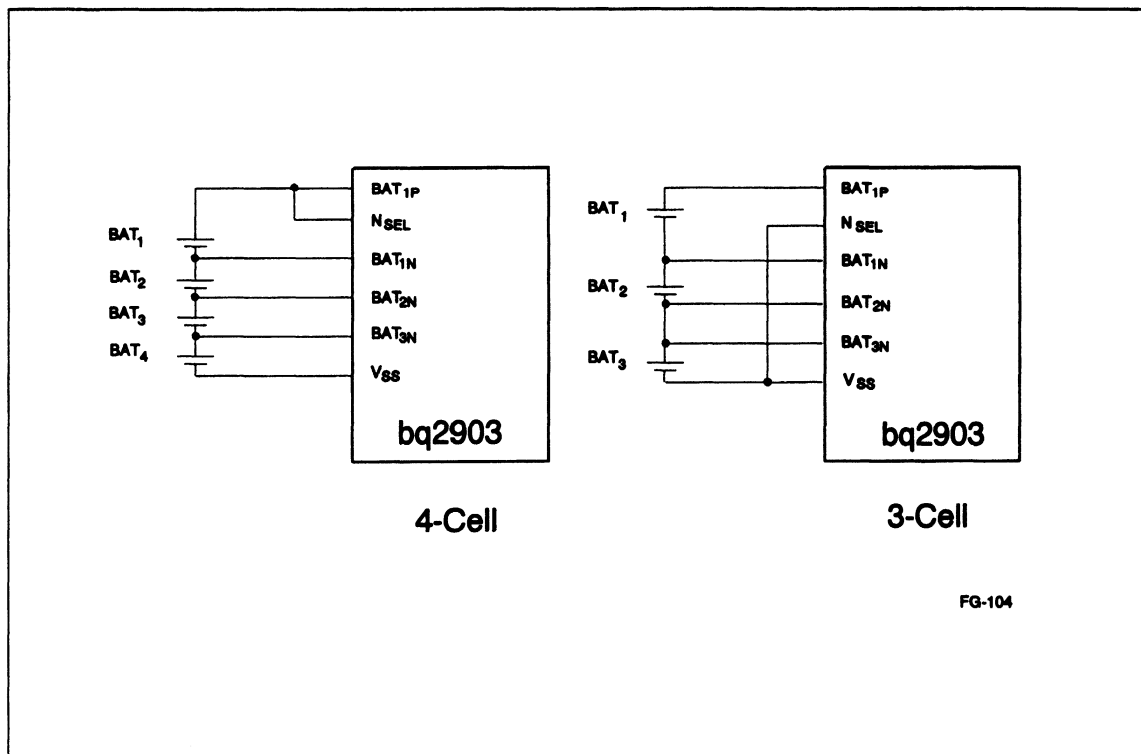 BAT1
BAT2
BAT3
BAT4
BAT1P
NSEL
BAT1N
BAT2N
BAT3N
VSS
bq2903
4-Cell
BAT1
BAT2
BAT3
BAT1P
NSEL
BAT1N
BAT2N
BAT3N
VSS
bq2903
3-Cell
FG-104